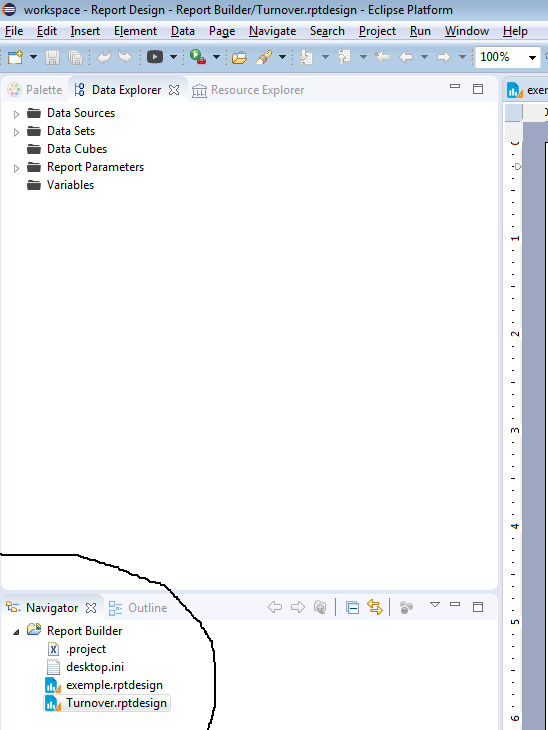 workspace - Report Design - Report Builder/Turnover.rptdesign - Eclipse Platform
File Edit Insert Element Data Page Navigate Search Project Run Window Help
100%
Palette Data Explorer Resource Explorer
exem
Data Sources
Data Sets
Data Cubes
Report Parameters
Variables
1
2
3
4
5
6
Navigator Outline
Report Builder
.project
desktop.ini
exemple.rptdesign
Turnover.rptdesign